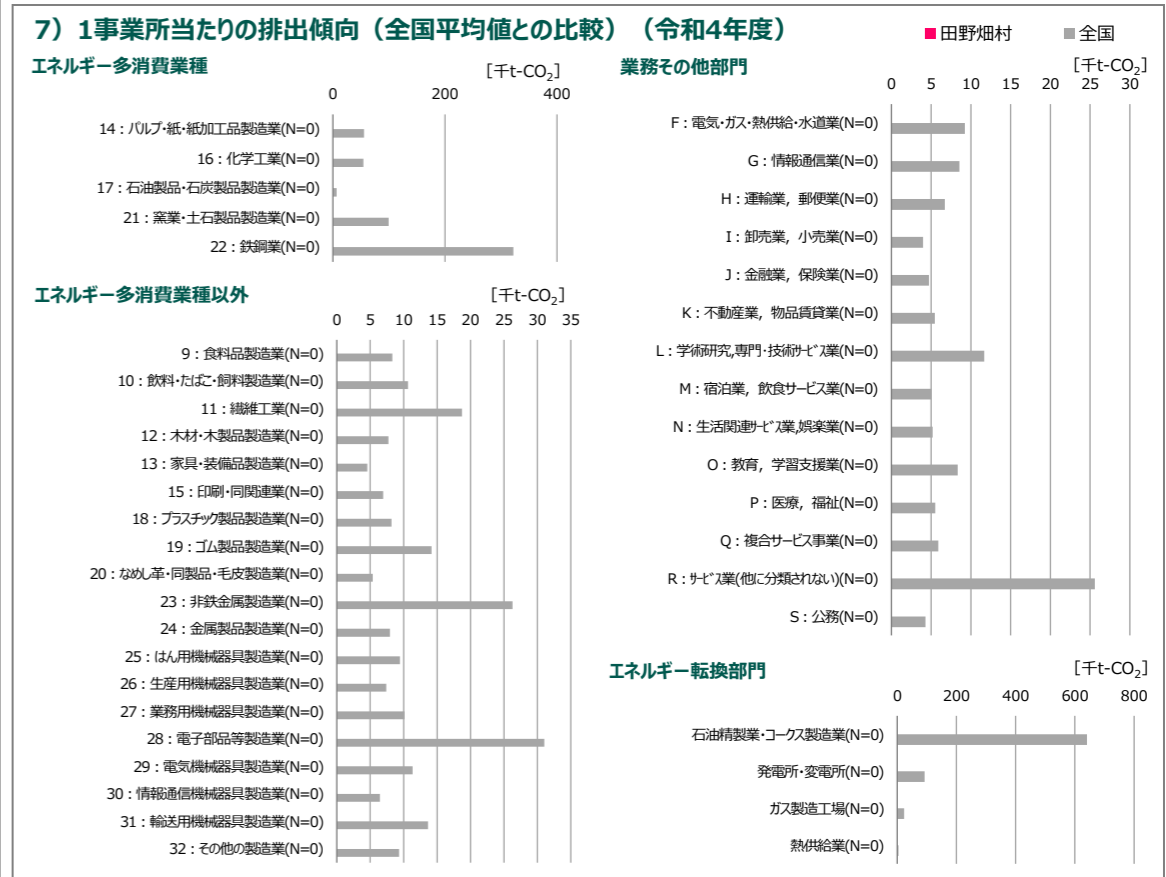 7）1事業所当たりの排出傾向（全国平均値との比較）（令和4年度）
■田野畑村 ■全国
エネルギー多消費業種
[千t-CO2]
0 200 400
14：パルプ・紙・紙加工品製造業(N=0)
16：化学工業(N=0)
17：石油製品・石炭製品製造業(N=0)
21：窯業・土石製品製造業(N=0)
22：鉄鋼業(N=0)
エネルギー多消費業種以外
[千t-CO2]
0 5 10 15 20 25 30 35
9：食料品製造業(N=0)
10：飲料・たばこ・飼料製造業(N=0)
11：繊維工業(N=0)
12：木材・木製品製造業(N=0)
13：家具・装備品製造業(N=0)
15：印刷・同関連業(N=0)
18：プラスチック製品製造業(N=0)
19：ゴム製品製造業(N=0)
20：なめし革・同製品・毛皮製造業(N=0)
23：非鉄金属製造業(N=0)
24：金属製品製造業(N=0)
25：はん用機械器具製造業(N=0)
26：生産用機械器具製造業(N=0)
27：業務用機械器具製造業(N=0)
28：電子部品等製造業(N=0)
29：電気機械器具製造業(N=0)
30：情報通信機械器具製造業(N=0)
31：輸送用機械器具製造業(N=0)
32：その他の製造業(N=0)
業務その他部門
[千t-CO2]
0 5 10 15 20 25 30
F：電気・ガス・熱供給・水道業(N=0)
G：情報通信業(N=0)
H：運輸業，郵便業(N=0)
I：卸売業，小売業(N=0)
J：金融業，保険業(N=0)
K：不動産業，物品賃貸業(N=0)
L：学術研究,専門・技術サービス業(N=0)
M：宿泊業，飲食サービス業(N=0)
N：生活関連サービス業,娯楽業(N=0)
O：教育，学習支援業(N=0)
P：医療，福祉(N=0)
Q：複合サービス事業(N=0)
R：サービス業(他に分類されない)(N=0)
S：公務(N=0)
エネルギー転換部門
[千t-CO2]
0 200 400 600 800
石油精製業・コークス製造業(N=0)
発電所・変電所(N=0)
ガス製造工場(N=0)
熱供給業(N=0)